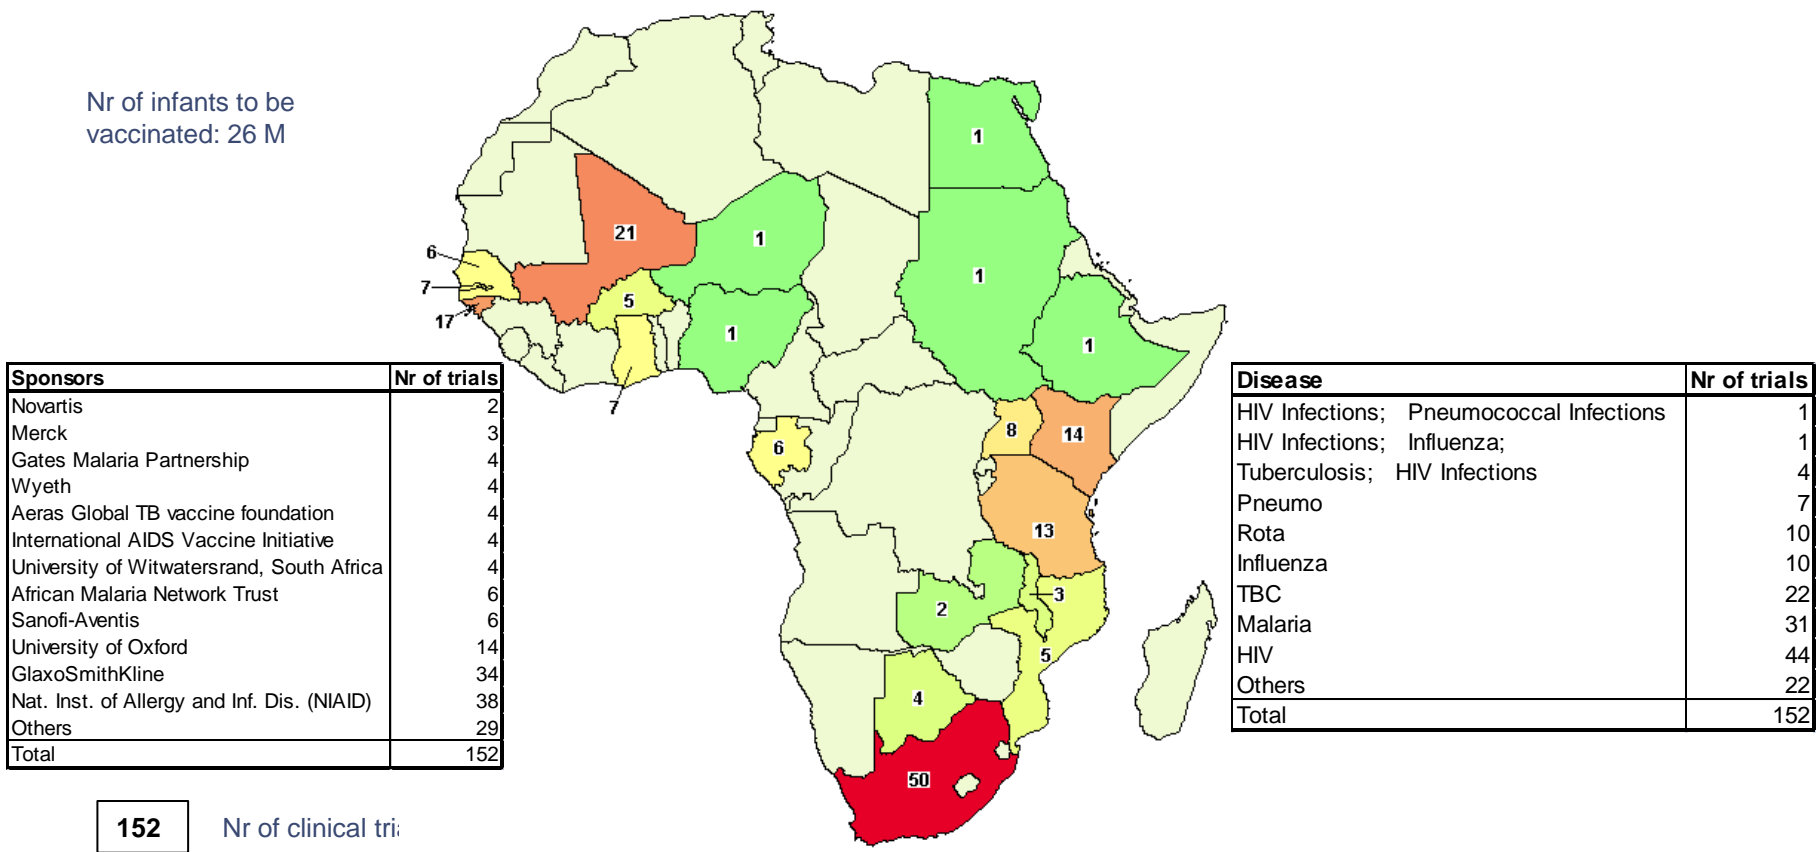 Nr of infants to be
vaccinated: 26 M
1
21
1
6
1
7
5
17
1
1
7
8
14
6
13
3
2
5
4
50
Sponsors Nr of trials
Novartis 2
Merck 3
Gates Malaria Partnership 4
Wyeth 4
Aeras Global TB vaccine foundation 4
International AIDS Vaccine Initiative 4
University of Witwatersrand, South Africa 4
African Malaria Network Trust 6
Sanofi-Aventis 6
University of Oxford 14
GlaxoSmithKline 34
Nat. Inst. of Allergy and Inf. Dis. (NIAID) 38
Others 29
Total 152
Disease Nr of trials
HIV Infections; Pneumococcal Infections 1
HIV Infections; Influenza; 1
Tuberculosis; HIV Infections 4
Pneumo 7
Rota 10
Influenza 10
TBC 22
Malaria 31
HIV 44
Others 22
Total 152
152 Nr of clinical